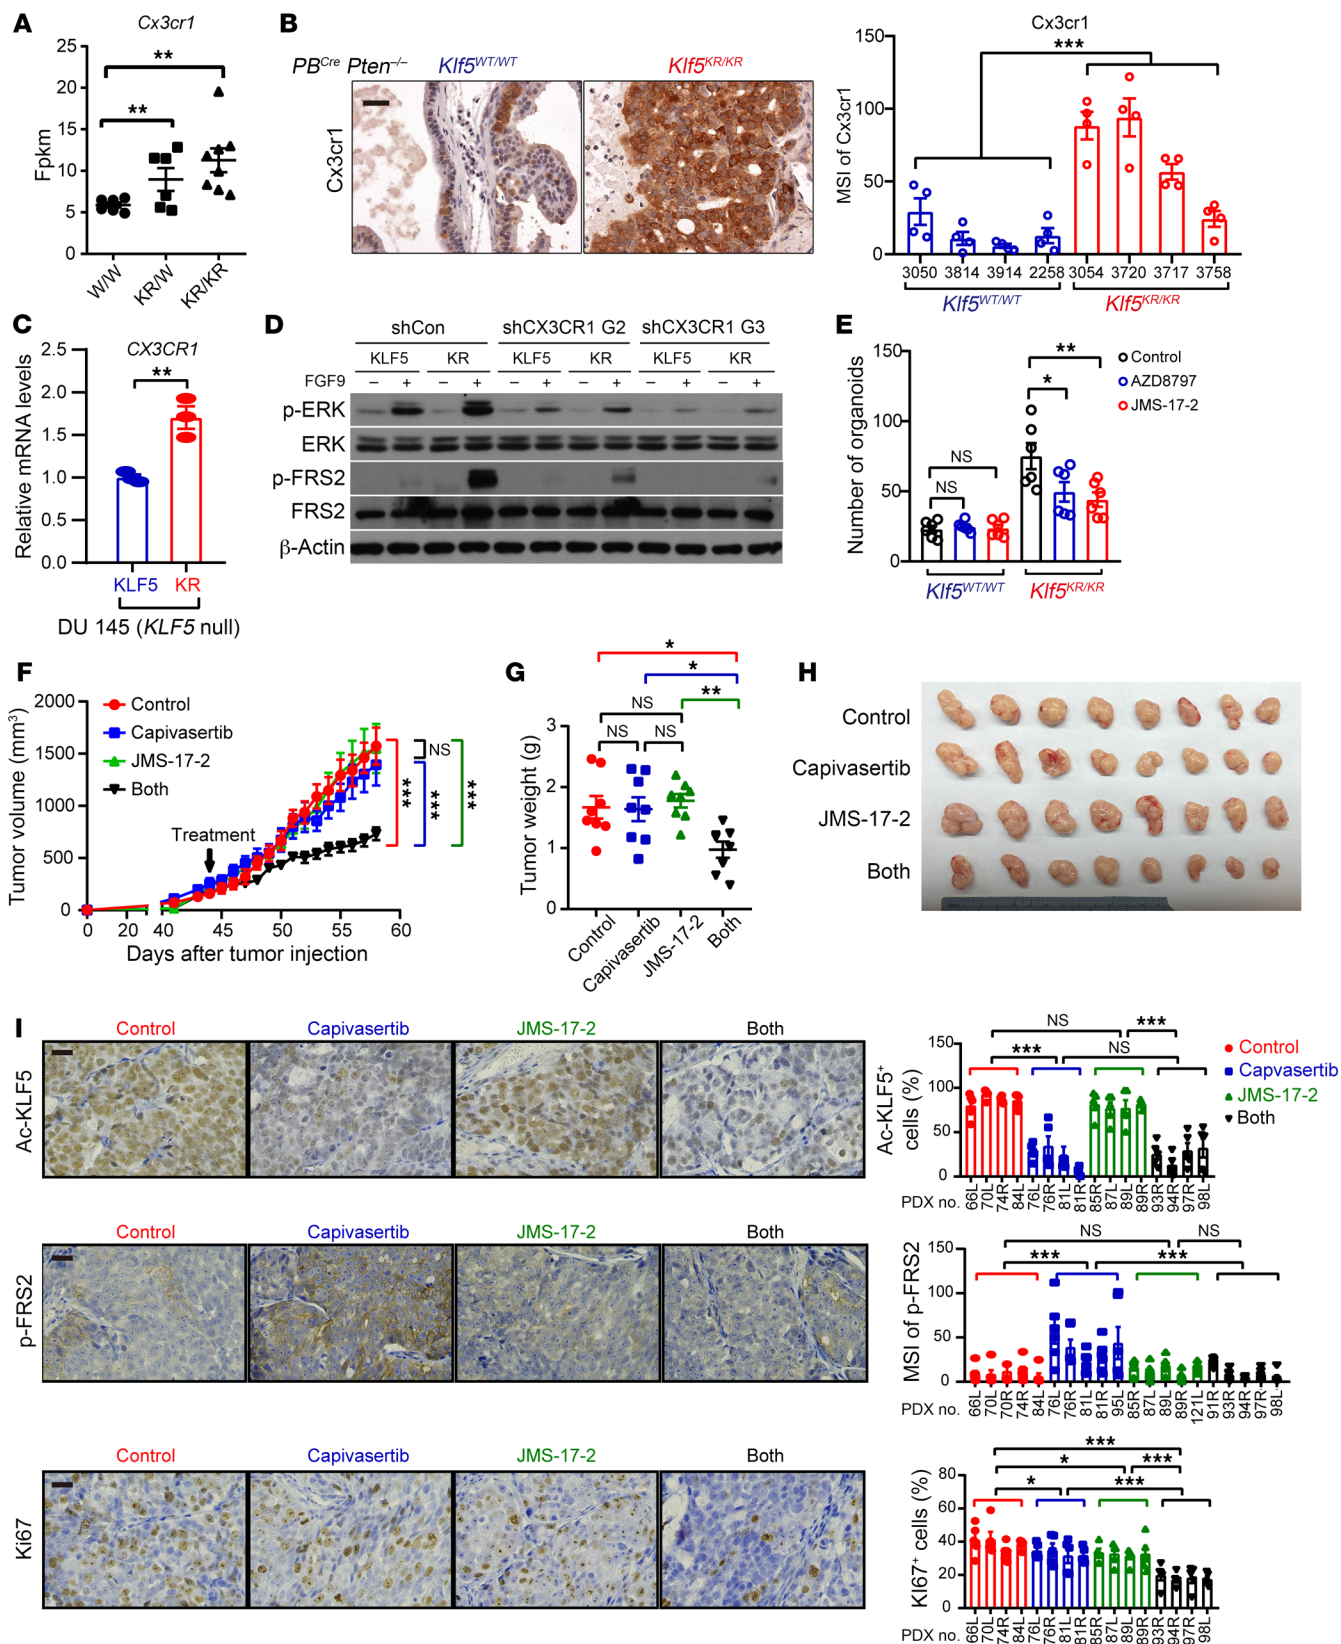 A
Cx3cr1
Fpkm
25
20
15
10
5
0
**
**
W/W
KR/W
KR/KR
B
PBCre Pten–/–
Klf5WT/WT
Klf5KR/KR
Cx3cr1
Cx3cr1
MSI of Cx3cr1
150
100
50
0
***
3050 3814 3914 2258 3054 3720 3717 3758
Klf5WT/WT
Klf5KR/KR
C
CX3CR1
Relative mRNA levels
2.5
2.0
1.5
1.0
0.5
0.0
**
KLF5 KR
DU 145 (KLF5 null)
D
shCon shCX3CR1 G2 shCX3CR1 G3
KLF5 KR KLF5 KR KLF5 KR
FGF9 – + – + – + – + – + – +
p-ERK
ERK
p-FRS2
FRS2
β-Actin
E
Number of organoids
150
100
50
0
NS
NS
*
**
Control
AZD8797
JMS-17-2
Klf5WT/WT
Klf5KR/KR
F
Tumor volume (mm3)
2000
1500
1000
500
0
Control
Capivasertib
JMS-17-2
Both
Treatment
NS
***
***
***
0 20 40 45 50 55 60
Days after tumor injection
G
Tumor weight (g)
3
2
1
0
*
*
**
NS
NS NS
Control
Capivasertib
JMS-17-2
Both
H
Control
Capivasertib
JMS-17-2
Both
I
Control Capivasertib JMS-17-2 Both
Ac-KLF5
Ac-KLF5+
cells (%)
150
100
50
0
NS
***
***
NS
Control
Capvasertib
JMS-17-2
Both
PDX no. 66L 70L 74R 84L 76L 76R 81L 81R 85R 87L 89L 89R 93R 94R 97R 98L
Control Capivasertib JMS-17-2 Both
p-FRS2
MSI of p-FRS2
150
100
50
0
NS
NS
***
***
PDX no. 66L 70L 70R 74R 84L 76L 76R 81L 81R 95L 85R 87L 89L 89R 121L 91R 93R 94R 97R 98L
Control Capivasertib JMS-17-2 Both
Ki67
KI67+ cells (%)
80
60
40
20
0
***
*
***
*
***
PDX no. 66L 70L 74R 84L 76L 76R 81L 81R 85R 87L 89L 89R 93R 94R 97R 98L